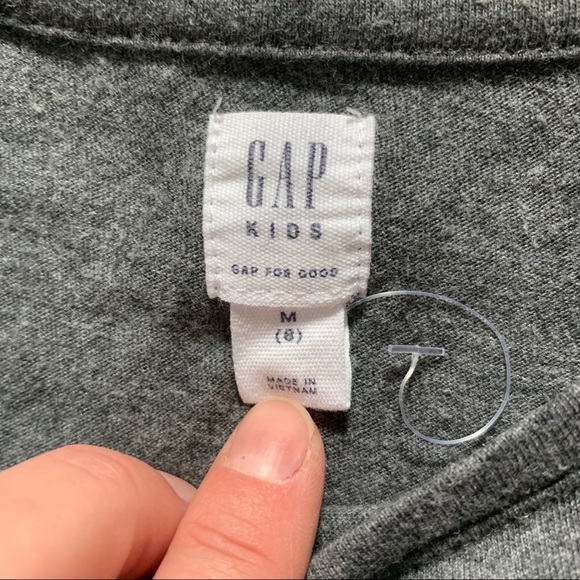 GAP
KIDS
GAP FOR GOOD
M
(8)
MADE IN
VIETNAM